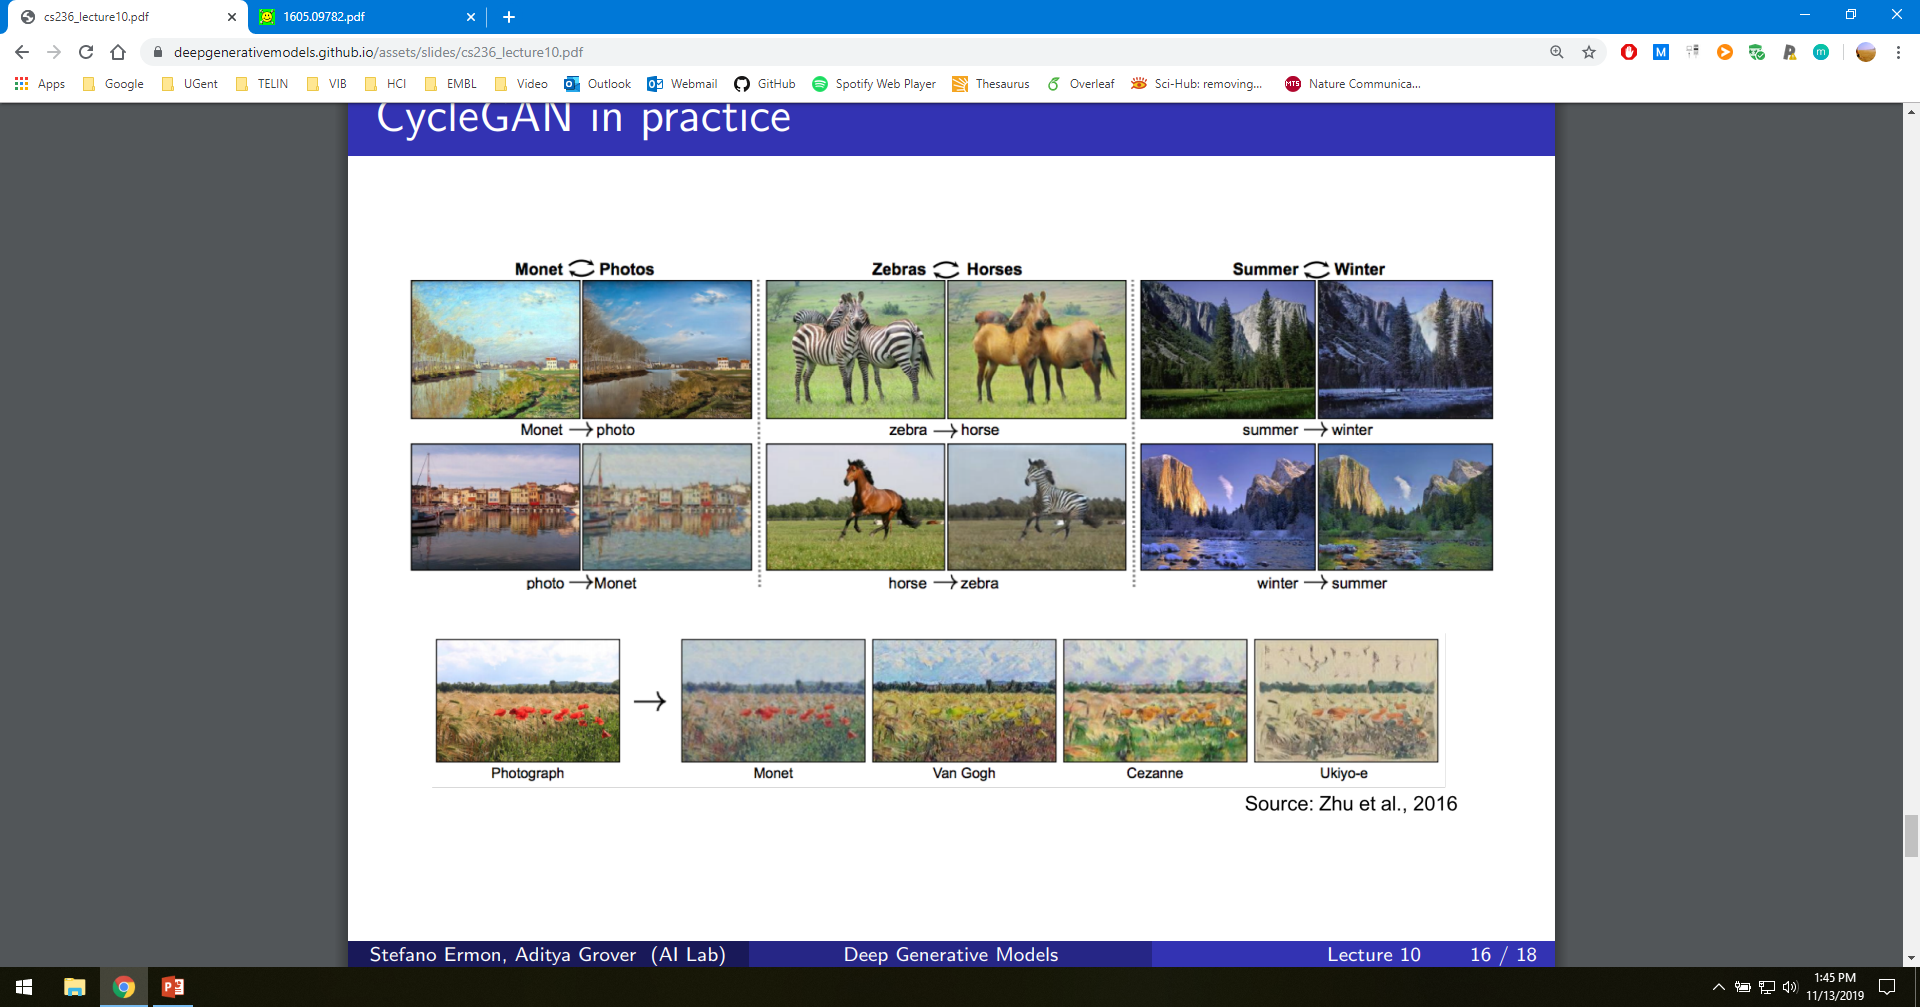 cs236_lecture10.pdf
1605.09782.pdf
deepgenerativemodels.github.io/assets/slides/cs236_lecture10.pdf
Apps Google UGent TELIN VIB HCI EMBL Video Outlook Webmail GitHub Spotify Web Player Thesaurus Overleaf Sci-Hub: removing... Nature Communica...
CycleGAN in practice
Monet Photos Zebras Horses Summer Winter
Monet → photo zebra → horse summer → winter
photo → Monet horse → zebra winter → summer
Photograph → Monet Van Gogh Cezanne Ukiyo-e
Source: Zhu et al., 2016
Stefano Ermon, Aditya Grover (AI Lab) Deep Generative Models Lecture 10 16 / 18
1:45 PM
11/13/2019